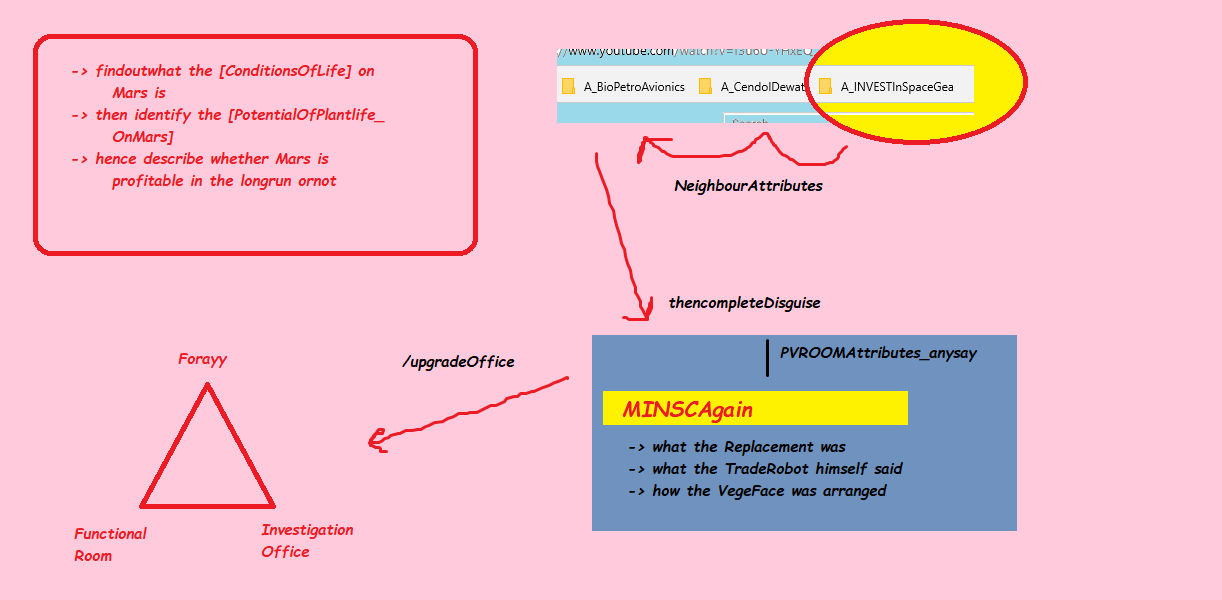 -> findoutwhat the [ConditionsOfLife] on
Mars is
-> then identify the [PotentialOfPlantlife_
OnMars]
-> hence describe whether Mars is
profitable in the longrun ornot
//www.youtube.com/watch?v=
A_BioPetroAvionics
A_CendolDewat
A_INVESTInSpaceGea
Search
NeighbourAttributes
thencompleteDisguise
/upgradeOffice
PVROOMAttributes_anysay
MINSCAgain
-> what the Replacement was
-> what the TradeRobot himself said
-> how the VegeFace was arranged
Forayy
Functional
Room
Investigation
Office